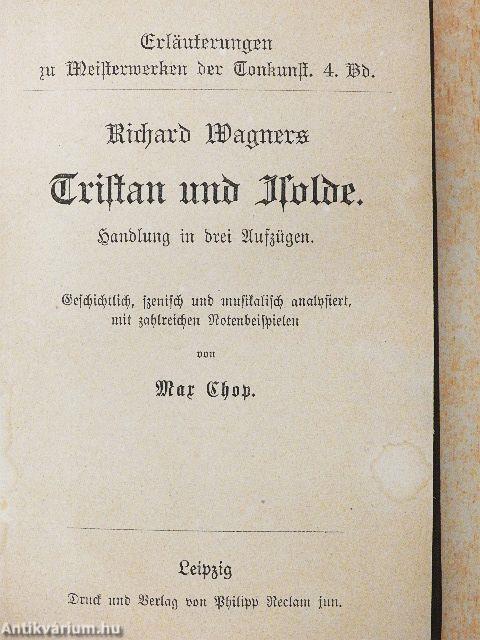 Erläuterungen
zu Meiſterwerken der Tonkunſt. 4. Bd.
Richard Wagners
Triſtan und Iſolde.
Handlung in drei Aufzügen.
Geſchichtlich, ſzeniſch und muſikaliſch analyſiert,
mit zahlreichen Notenbeiſpielen
von
Max Chop.
Leipzig
Druck und Verlag von Philipp Reclam jun.
Antikvárium.hu